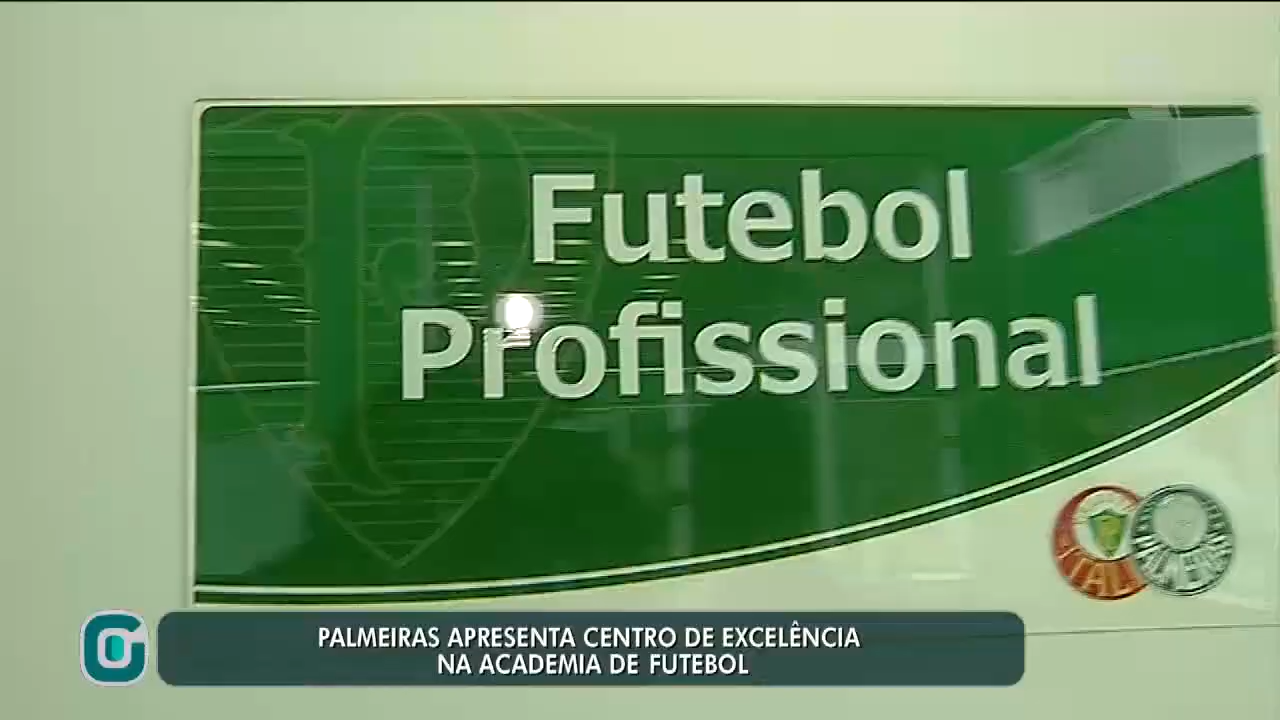 Futebol
Profissional
PALMEIRAS APRESENTA CENTRO DE EXCELÊNCIA
NA ACADEMIA DE FUTEBOL